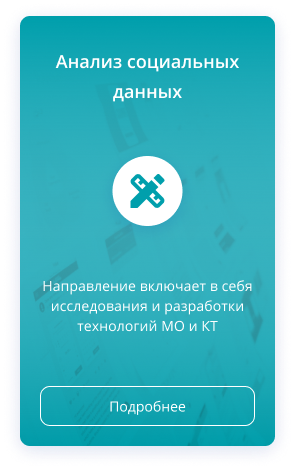 Анализ социальных
данных
Направление включает в себя
исследования и разработки
технологий МО и КТ
Подробнее